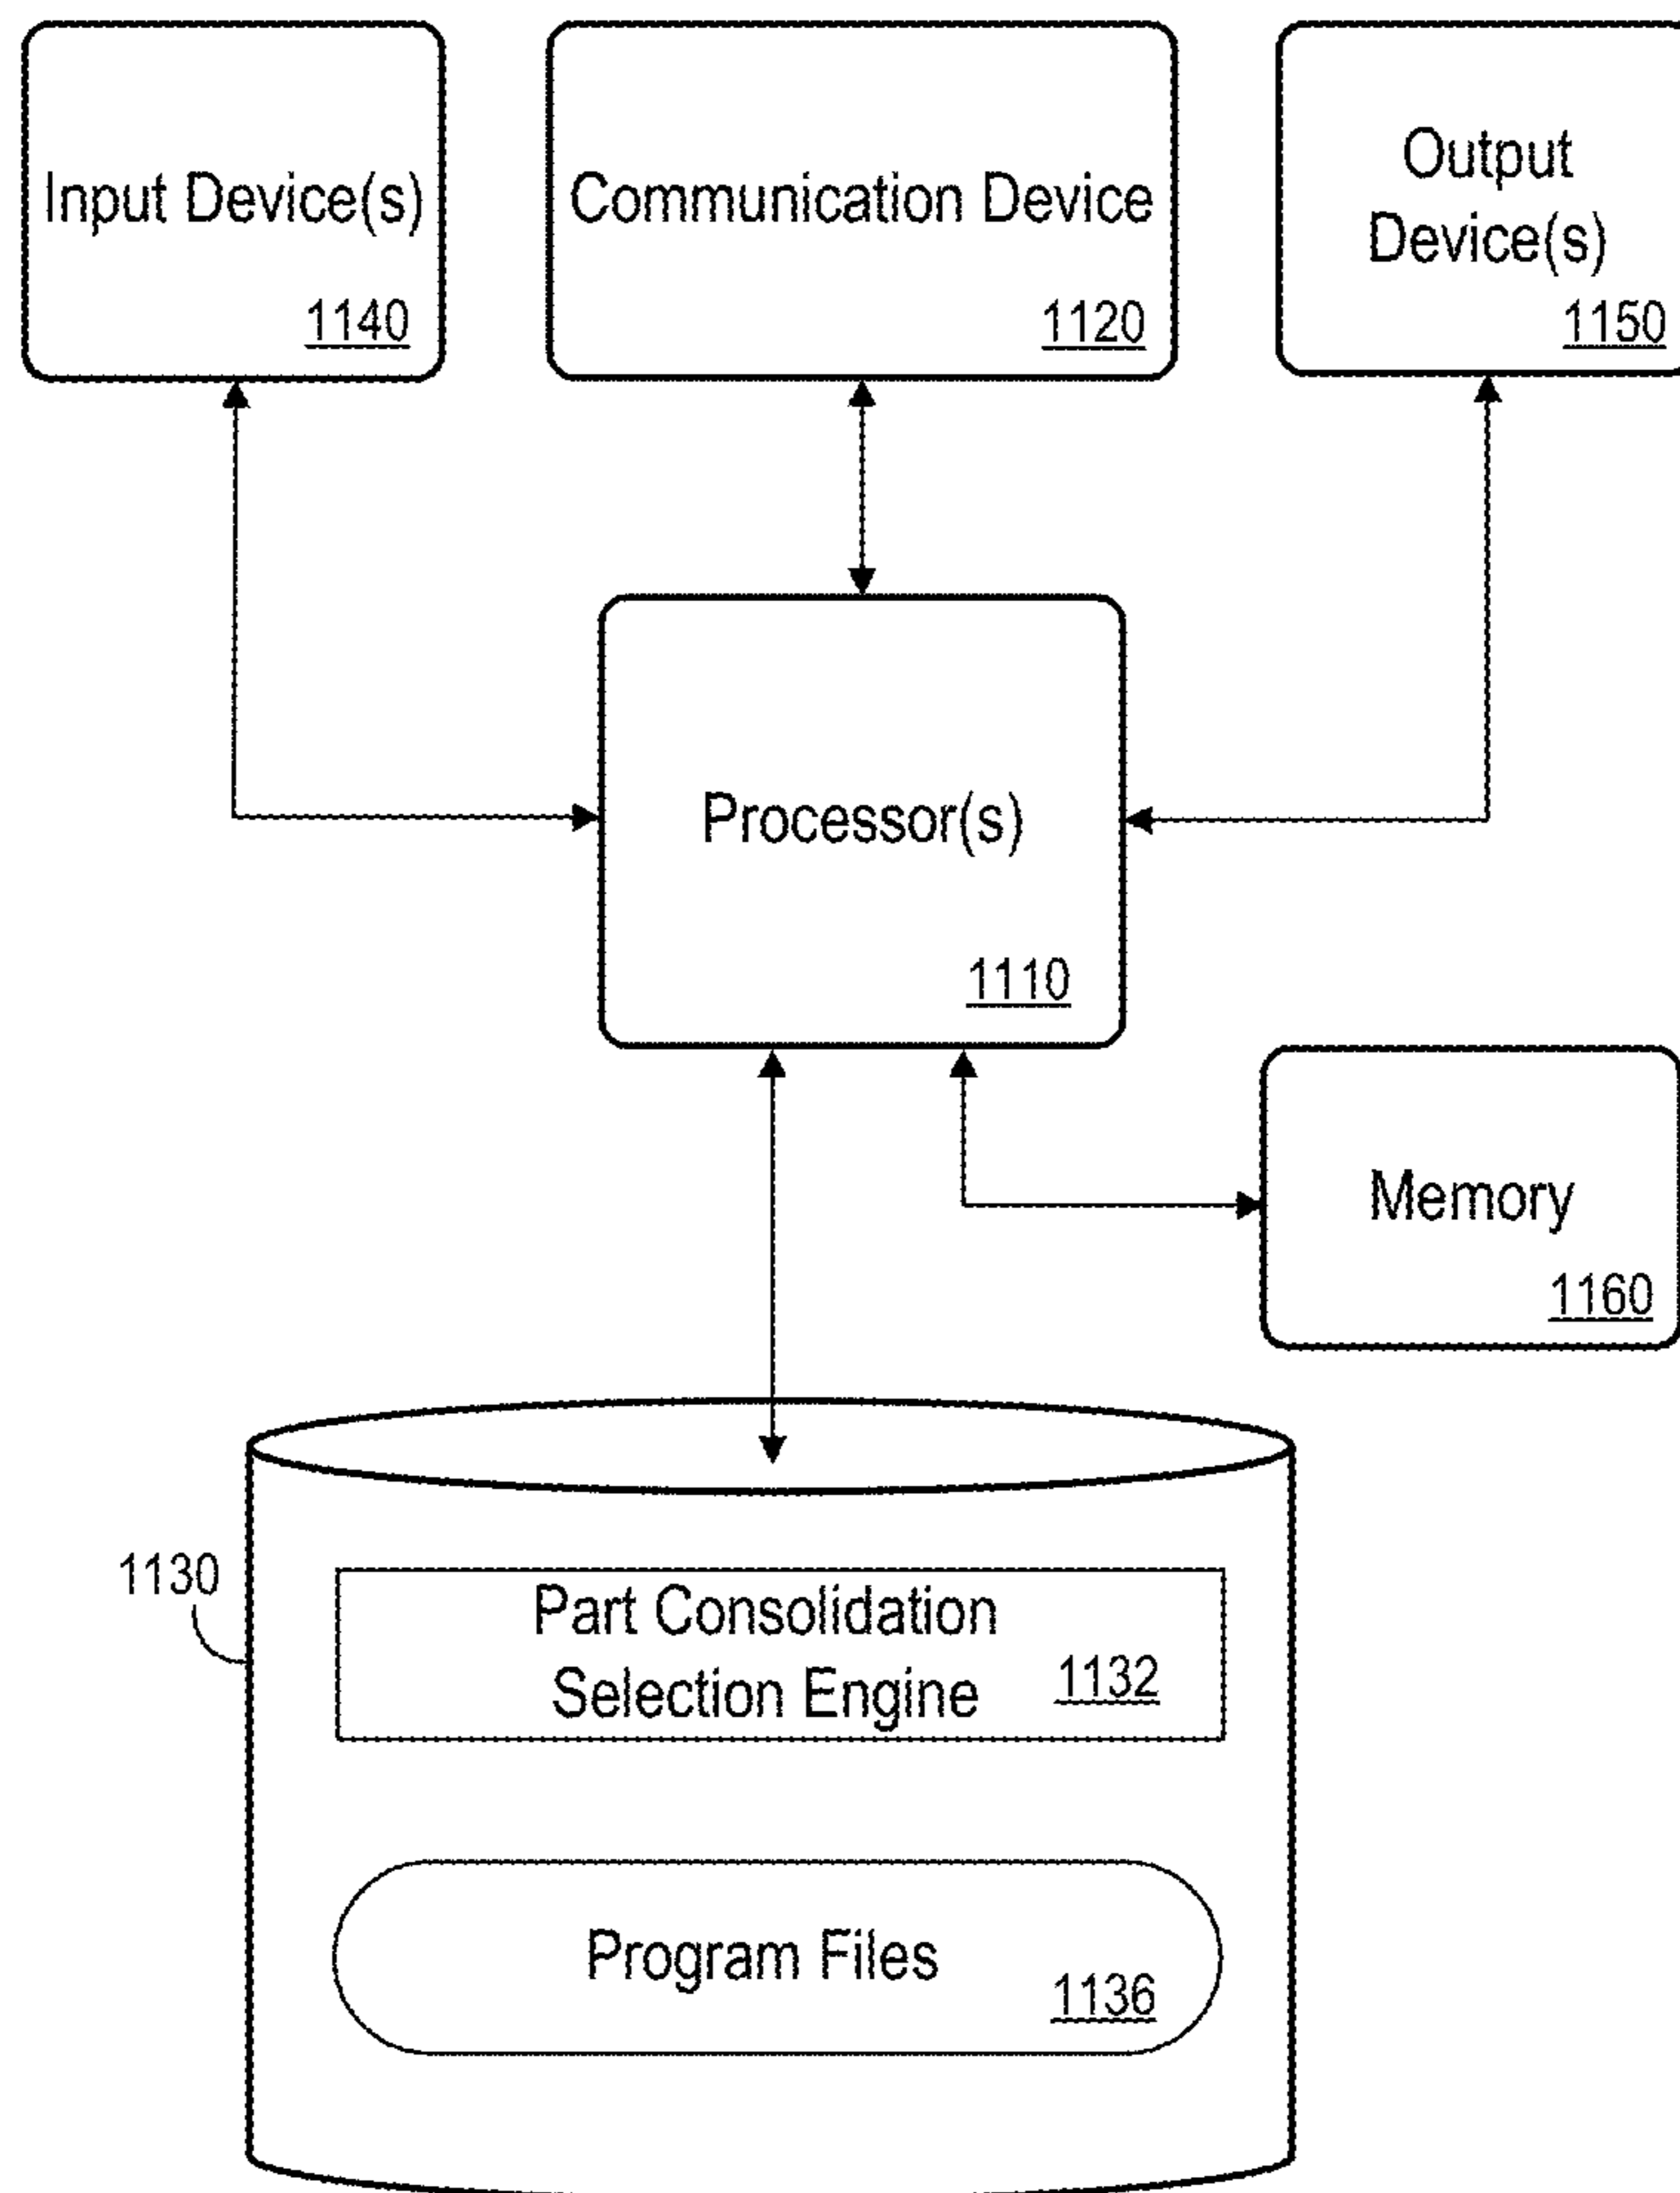 Input Device(s)
1140
Communication Device
1120
Output
Device(s)
1150
Processor(s)
1110
Memory
1160
1130
Part Consolidation
Selection Engine
1132
Program Files
1136